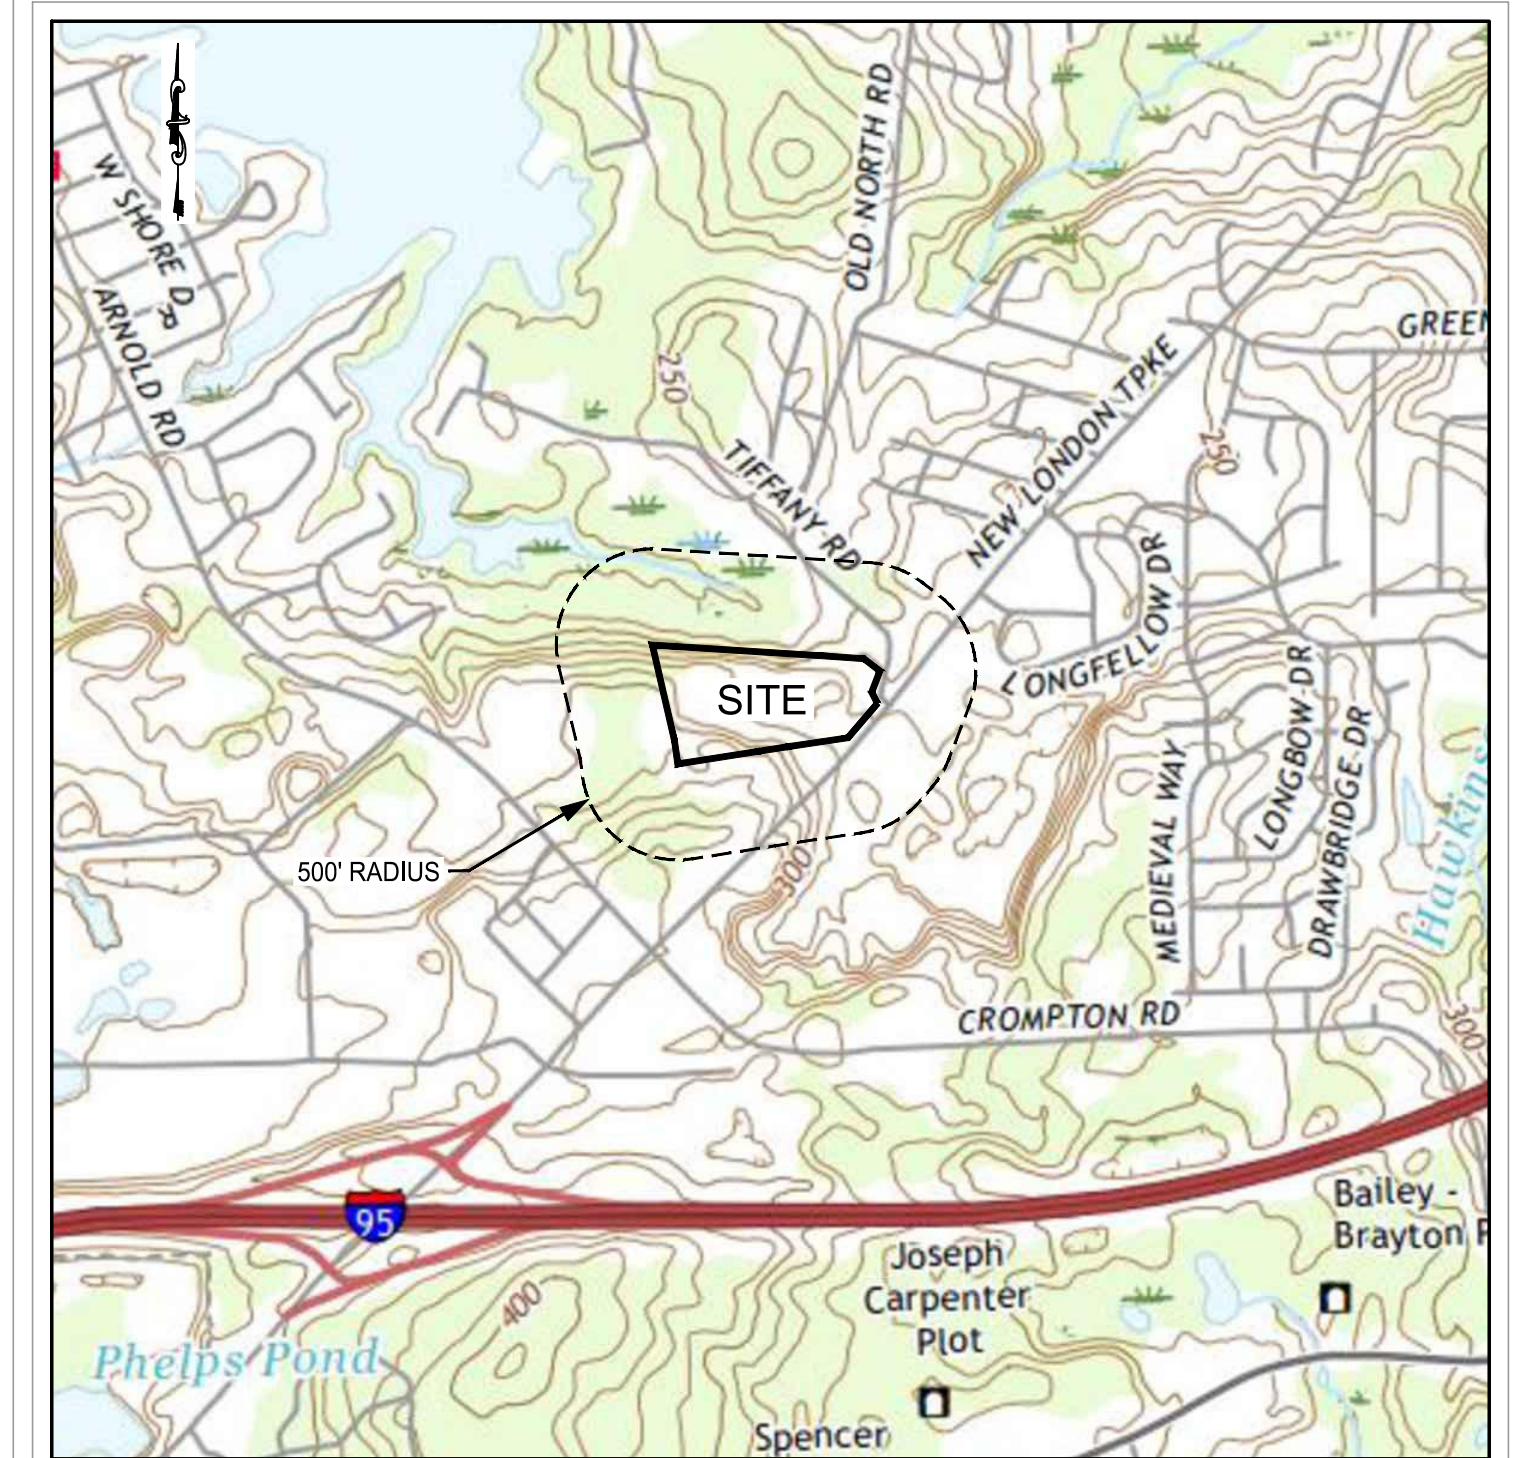 OLD NORTH RD
W SHORE DR
ARNOLD RD
GREEN
250
NEW LONDON TPKE
250
TIFFANY RD
LONGFELLOW DR
SITE
LONGBOW DR
DRAWBRIDGE DR
MEDIEVAL WAY
Hawkins
500' RADIUS
300
CROMPTON RD
300
95
Bailey -
Brayton P
Joseph
Carpenter
Plot
400
Phelps Pond
Spencer